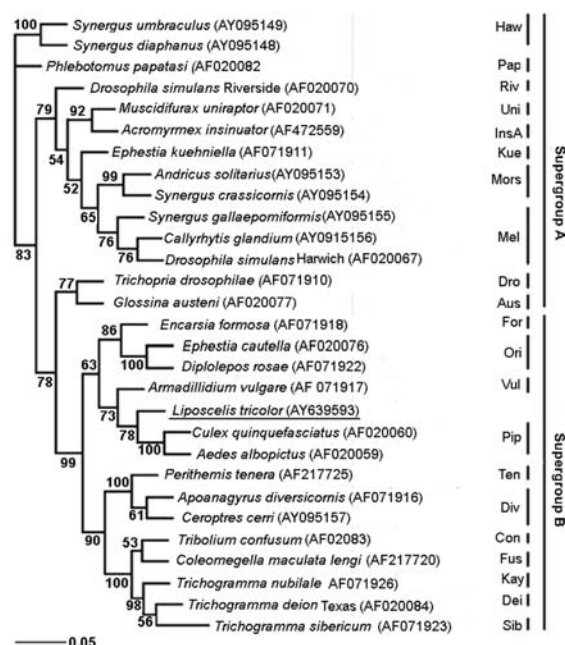 100 Synergus umbraculus (AY095149) Haw
Synergus diaphanus (AY095148)
Phlebotomus papatasi (AF020082 Pap
79 Drosophila simulans Riverside (AF020070) Riv
92 Muscidifurax uniraptor (AF020071) Uni
54 Acromyrmex insinuator (AF472559) InsA
52 Ephestia kuehniella (AF071911) Kue
99 Andricus solitarius (AY095153) Mors
65 Synergus crassicornis (AY095154)
76 Synergus gallaepomiformis(AY095155)
Callyrhytis glandium (AY0915156) Mel
76 Drosophila simulans Harwich (AF020067)
83
77 Trichopria drosophilae (AF071910) Dro
Glossina austeni (AF020077) Aus
Supergroup A
86 Encarsia formosa (AF071918) For
63 Ephestia cautella (AF020076) Ori
100 Diplolepos rosae (AF071922)
78 Armadillidium vulgare (AF 071917) Vul
73 Liposcelis tricolor (AY639593)
78 Culex quinquefasciatus (AF020060) Pip
100 Aedes albopictus (AF020059)
99
100 Perithemis tenera (AF217725) Ten
Apoanagyrus diversicornis (AF071916) Div
61 Ceroptres cerri (AY095157)
90
53 Tribolium confusum (AF02083) Con
Coleomegella maculata lengi (AF217720) Fus
100 Trichogramma nubilale AF071926) Kay
98 Trichogramma deion Texas (AF020084) Dei
56 Trichogramma sibericum (AF071923) Sib
Supergroup B
0.05